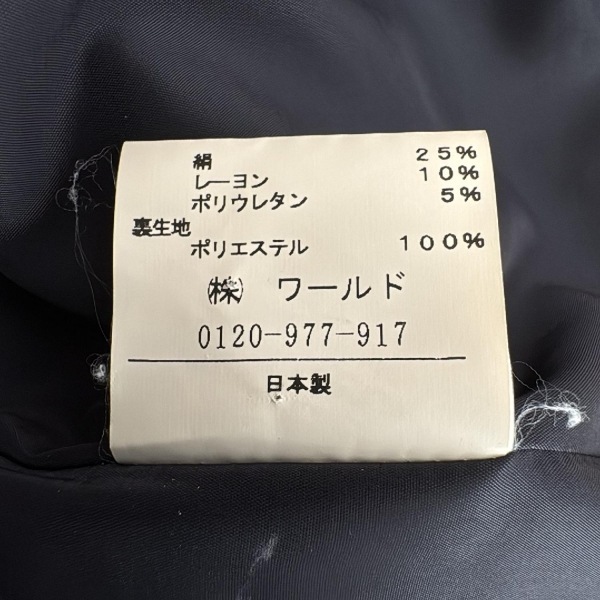 絹 25%
レーヨン 10%
ポリウレタン 5%
裏生地
ポリエステル 100%
㈱ ワールド
0120-977-917
日本製